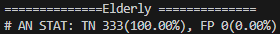 ==============Elderly ==============
# AN STAT: TN 333(100.00%), FP 0(0.00%)